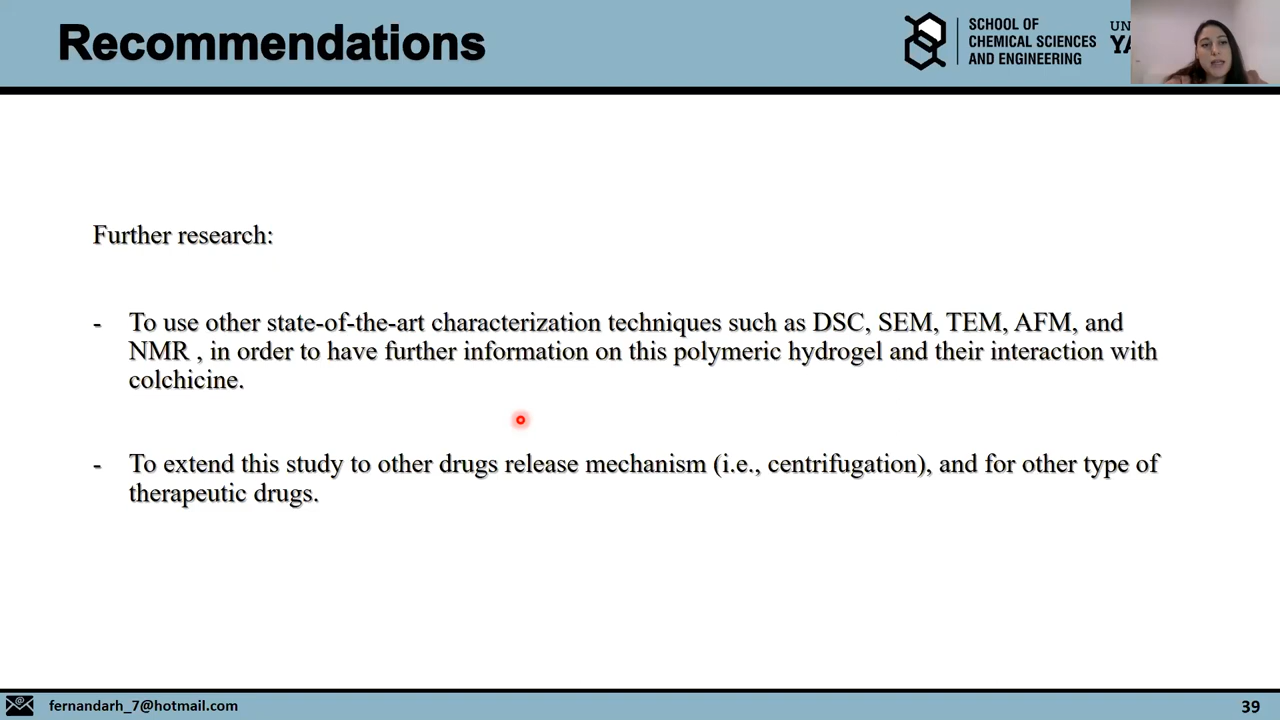 Recommendations
SCHOOL OF
CHEMICAL SCIENCES
AND ENGINEERING
Further research:
- To use other state-of-the-art characterization techniques such as DSC, SEM, TEM, AFM, and
NMR , in order to have further information on this polymeric hydrogel and their interaction with
colchicine.
- To extend this study to other drugs release mechanism (i.e., centrifugation), and for other type of
therapeutic drugs.
fernandarh_7@hotmail.com
39